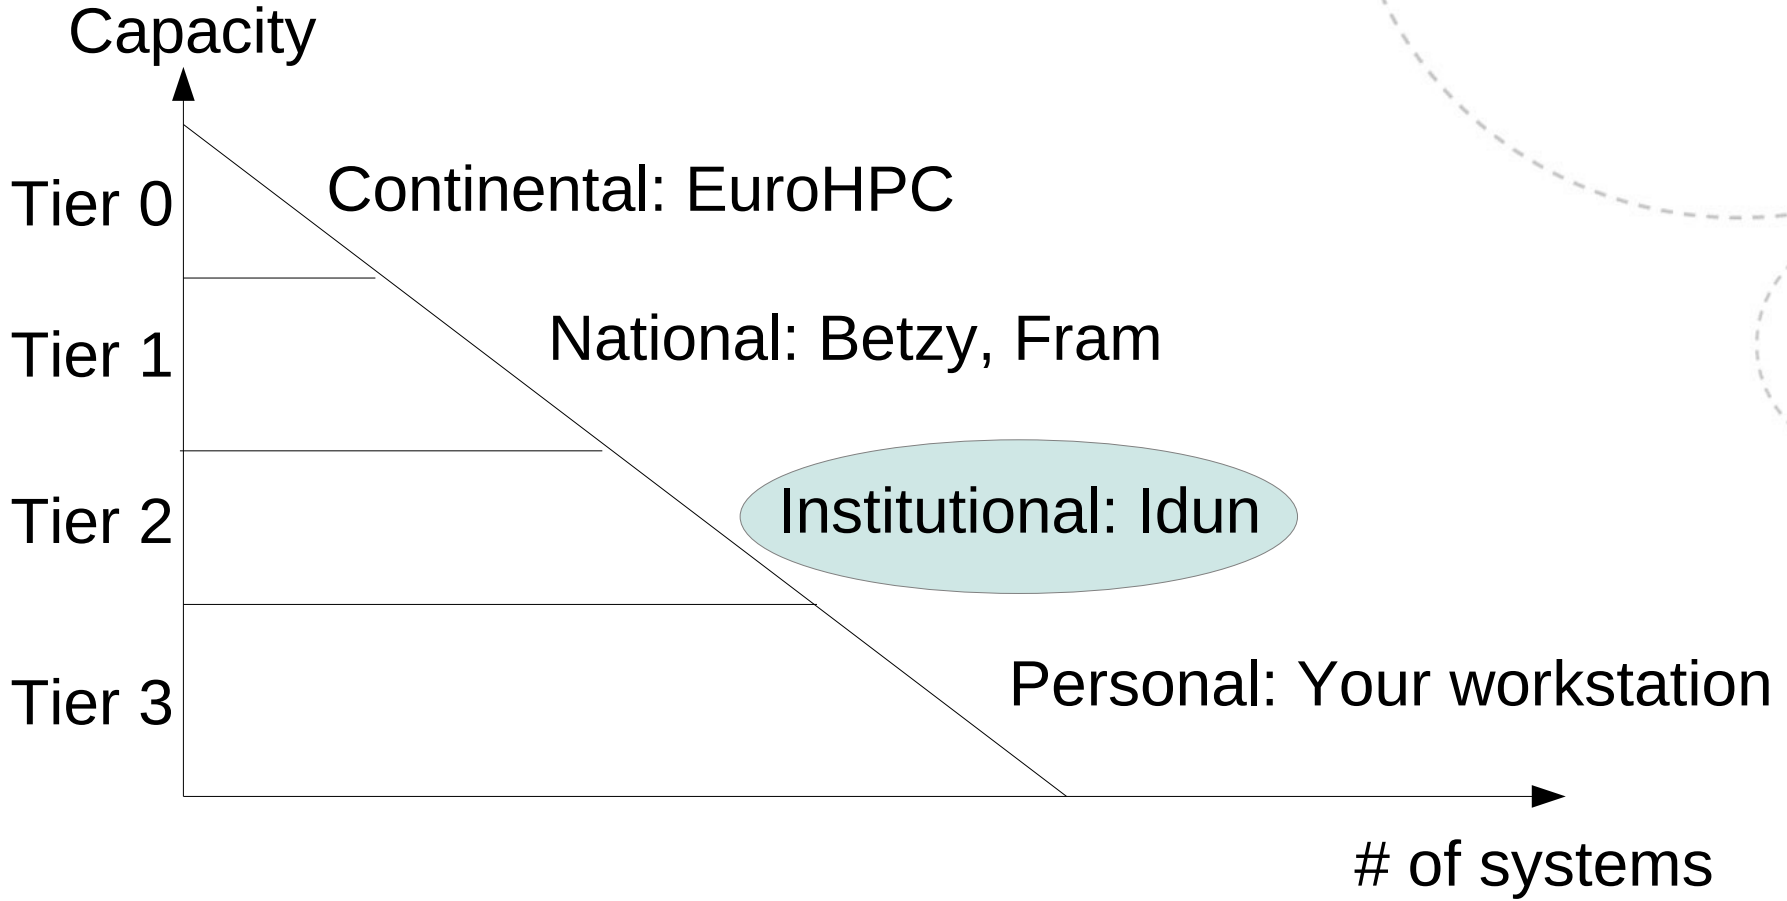 Capacity
Tier 0
Continental: EuroHPC
Tier 1
National: Betzy, Fram
Tier 2
Institutional: Idun
Tier 3
Personal: Your workstation
# of systems